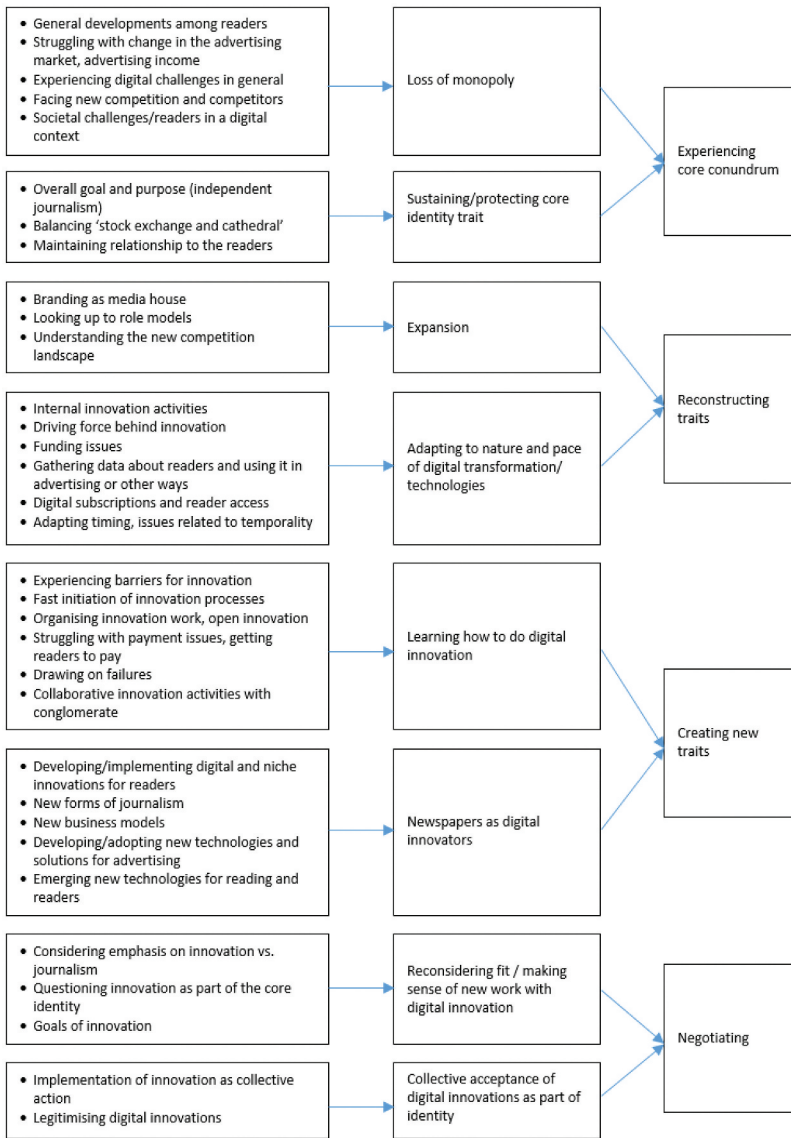 • General developments among readers
• Struggling with change in the advertising
market, advertising income
• Experiencing digital challenges in general
• Facing new competition and competitors
• Societal challenges/readers in a digital
context
Loss of monopoly
Experiencing
core conundrum
• Overall goal and purpose (independent
journalism)
• Balancing ‘stock exchange and cathedral’
• Maintaining relationship to the readers
Sustaining/protecting core
identity trait
• Branding as media house
• Looking up to role models
• Understanding the new competition
landscape
Expansion
Reconstructing
traits
• Internal innovation activities
• Driving force behind innovation
• Funding issues
• Gathering data about readers and using it in
advertising or other ways
• Digital subscriptions and reader access
• Adapting timing, issues related to temporality
Adapting to nature and pace
of digital transformation/
technologies
• Experiencing barriers for innovation
• Fast initiation of innovation processes
• Organising innovation work, open innovation
• Struggling with payment issues, getting
readers to pay
• Drawing on failures
• Collaborative innovation activities with
conglomerate
Learning how to do digital
innovation
Creating new
traits
• Developing/implementing digital and niche
innovations for readers
• New forms of journalism
• New business models
• Developing/adopting new technologies and
solutions for advertising
• Emerging new technologies for reading and
readers
Newspapers as digital
innovators
• Considering emphasis on innovation vs.
journalism
• Questioning innovation as part of the core
identity
• Goals of innovation
Reconsidering fit / making
sense of new work with
digital innovation
Negotiating
• Implementation of innovation as collective
action
• Legitimising digital innovations
Collective acceptance of
digital innovations as part of
identity